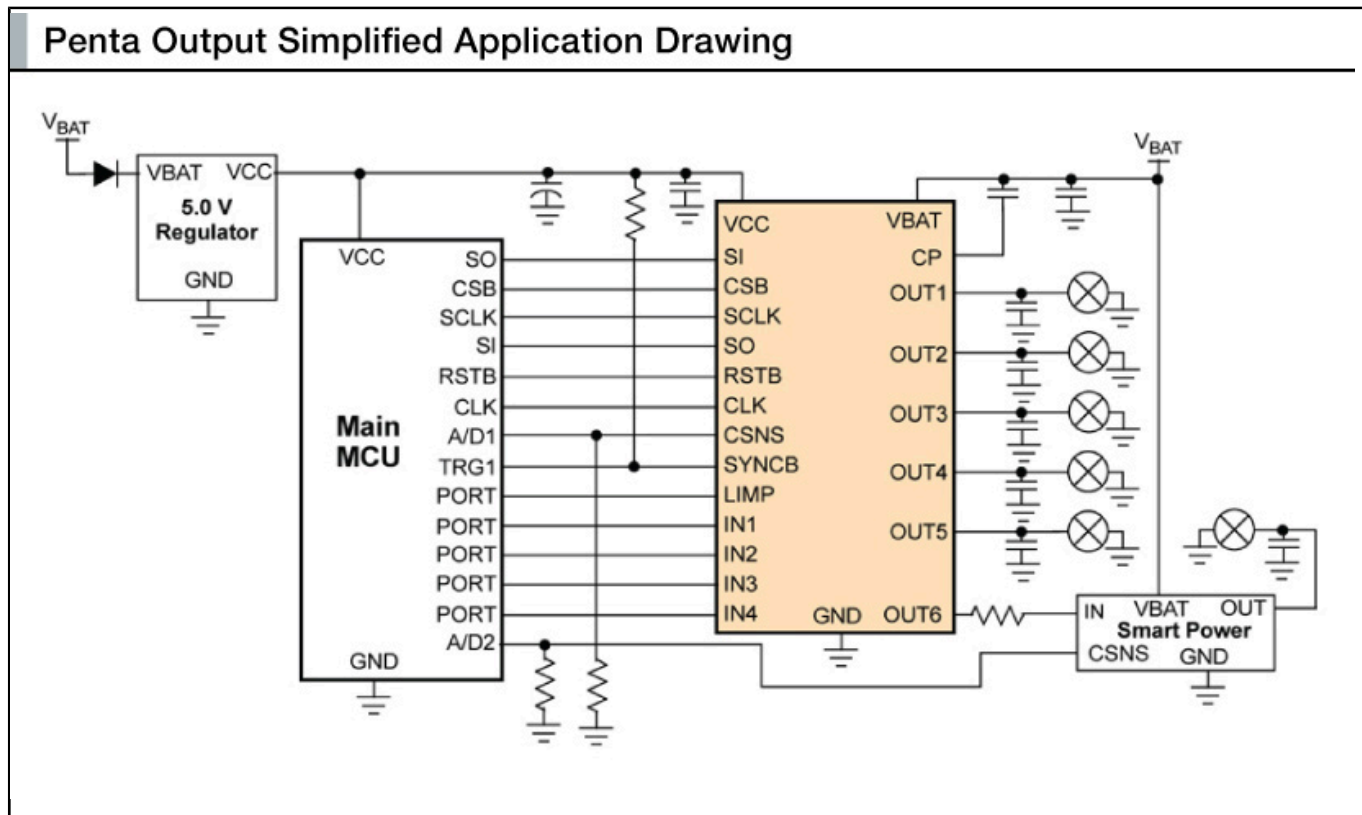 Penta Output Simplified Application Drawing
VBAT
VBAT VCC
5.0 V
Regulator
GND
VCC
Main
MCU
SO
CSB
SCLK
SI
RSTB
CLK
A/D1
TRG1
PORT
PORT
PORT
PORT
PORT
A/D2
GND
VCC
SI
CSB
SCLK
SO
RSTB
CLK
CSNS
SYNCB
LIMP
IN1
IN2
IN3
IN4
GND
VBAT
CP
OUT1
OUT2
OUT3
OUT4
OUT5
OUT6
VBAT
IN VBAT OUT
Smart Power
CSNS GND